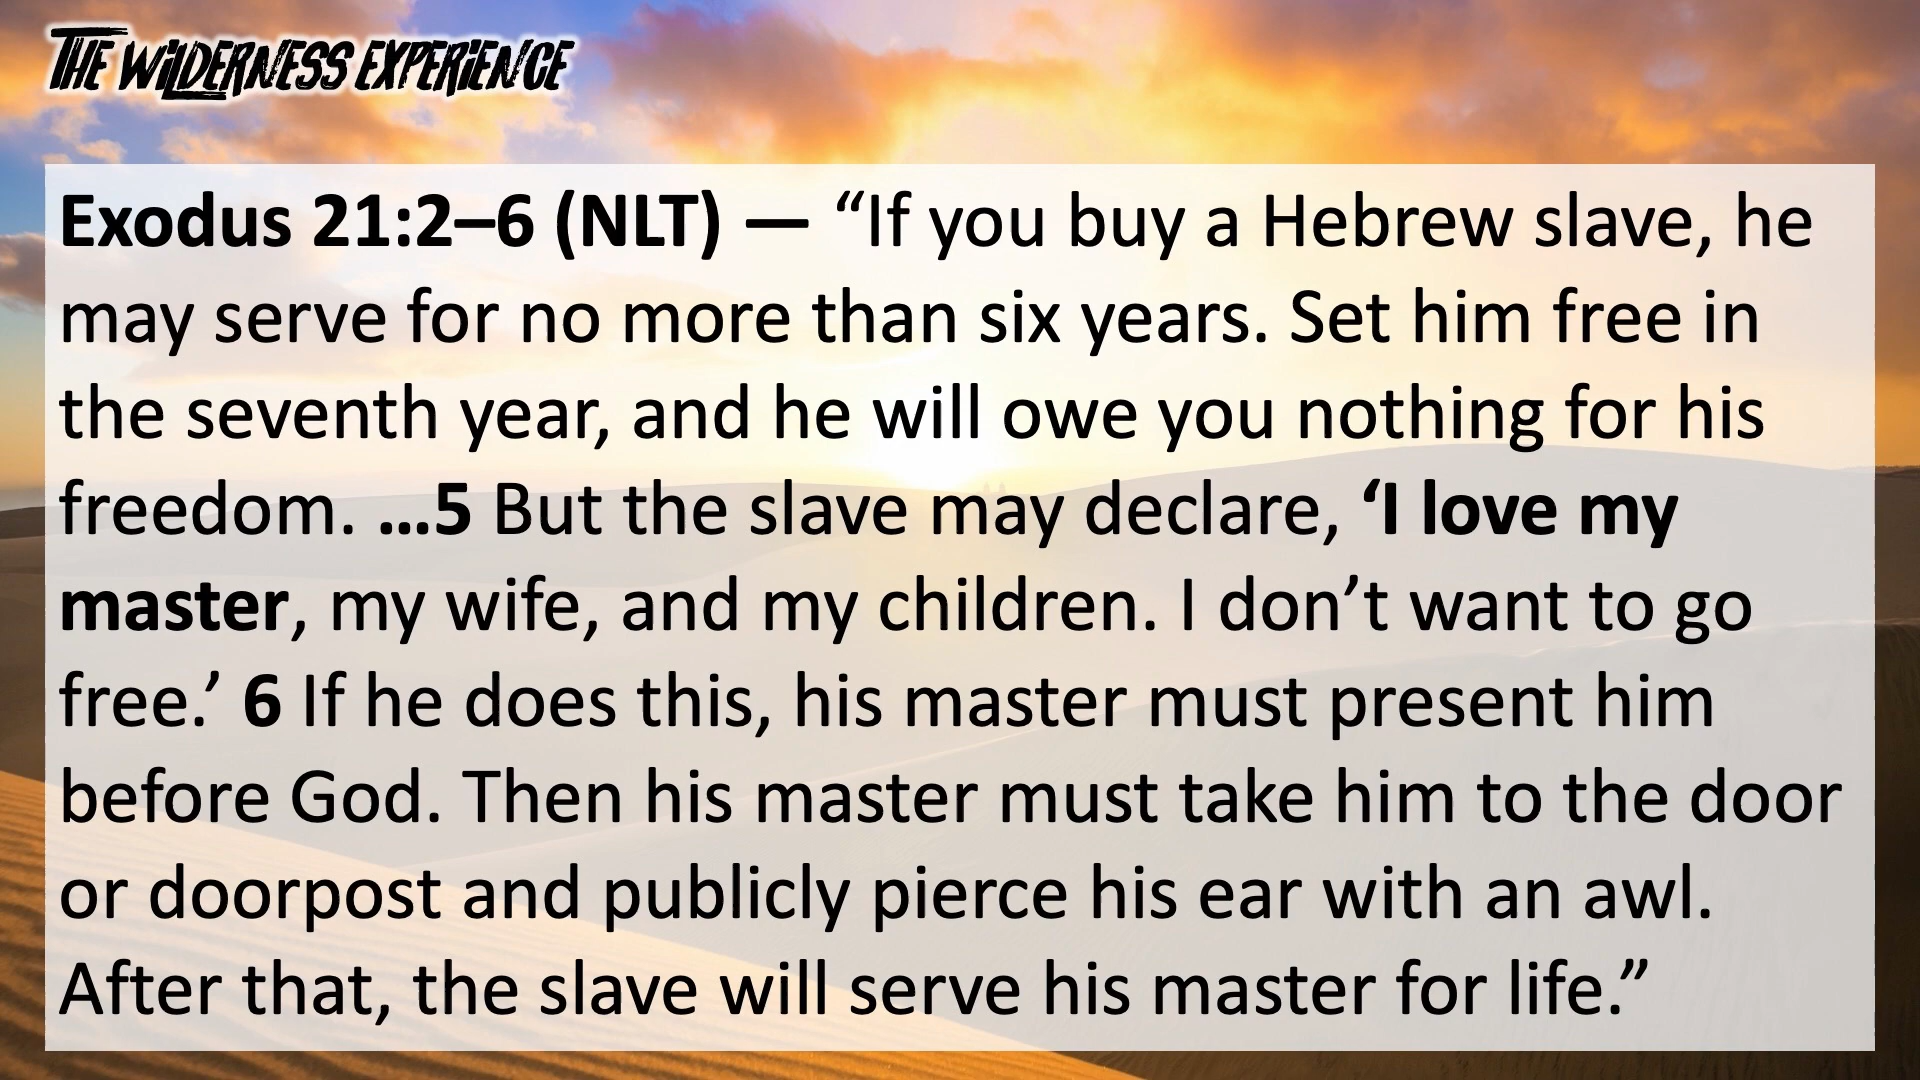 THE WILDERNESS EXPERIENCE
Exodus 21:2–6 (NLT) — “If you buy a Hebrew slave, he
may serve for no more than six years. Set him free in
the seventh year, and he will owe you nothing for his
freedom. …5 But the slave may declare, ‘I love my
master, my wife, and my children. I don’t want to go
free.’ 6 If he does this, his master must present him
before God. Then his master must take him to the door
or doorpost and publicly pierce his ear with an awl.
After that, the slave will serve his master for life.”